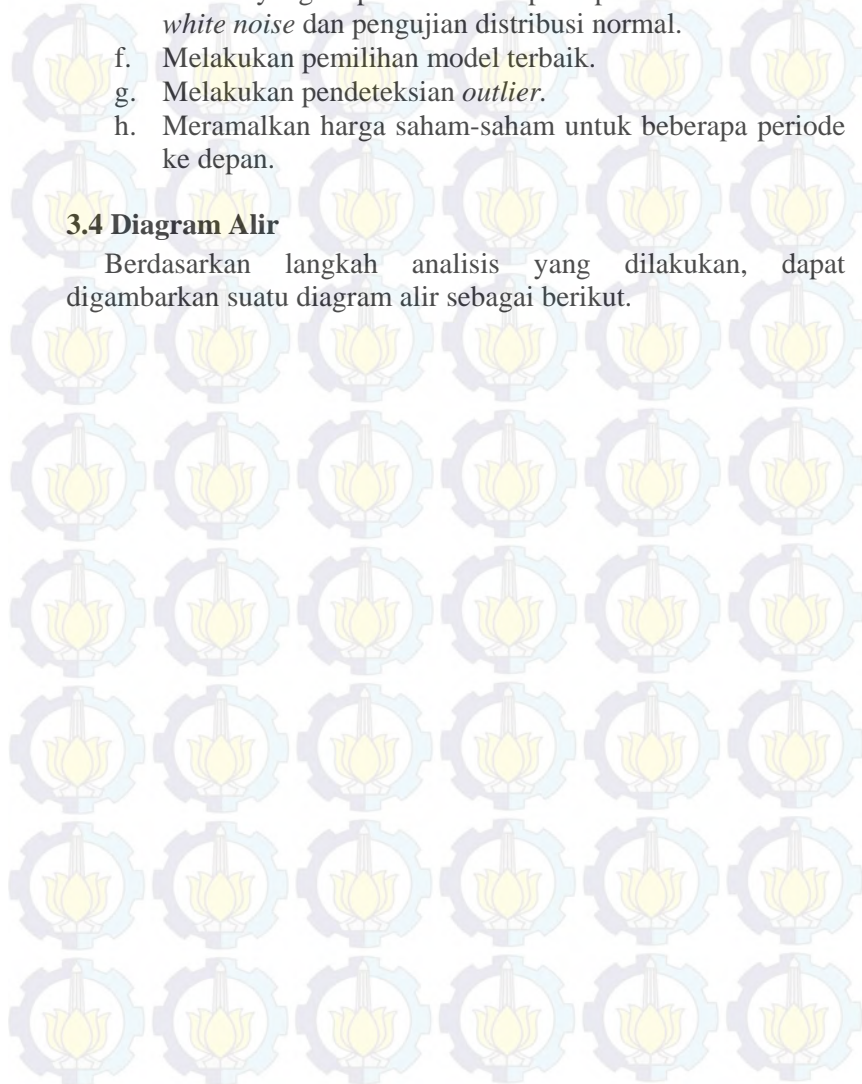 white noise dan pengujian distribusi normal.
f. Melakukan pemilihan model terbaik.
g. Melakukan pendeteksian outlier.
h. Meramalkan harga saham-saham untuk beberapa periode
ke depan.
3.4 Diagram Alir
Berdasarkan langkah analisis yang dilakukan, dapat
digambarkan suatu diagram alir sebagai berikut.